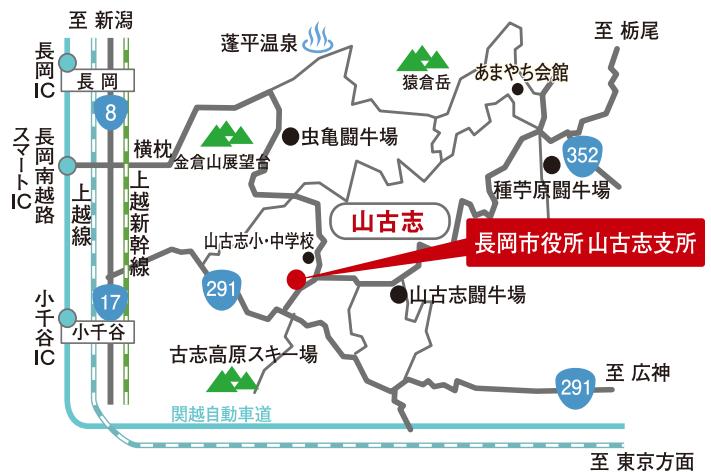 至 新潟
長岡IC
長岡
8
蓬平温泉
猿倉岳
あまやち会館
至 栃尾
長岡南越路
スマートIC
横枕
金倉山展望台
虫亀闘牛場
352
種苧原闘牛場
上越線
上越新幹線
山古志
山古志小・中学校
長岡市役所 山古志支所
291
17
小千谷
小千谷IC
山古志闘牛場
古志高原スキー場
291
至 広神
関越自動車道
至 東京方面